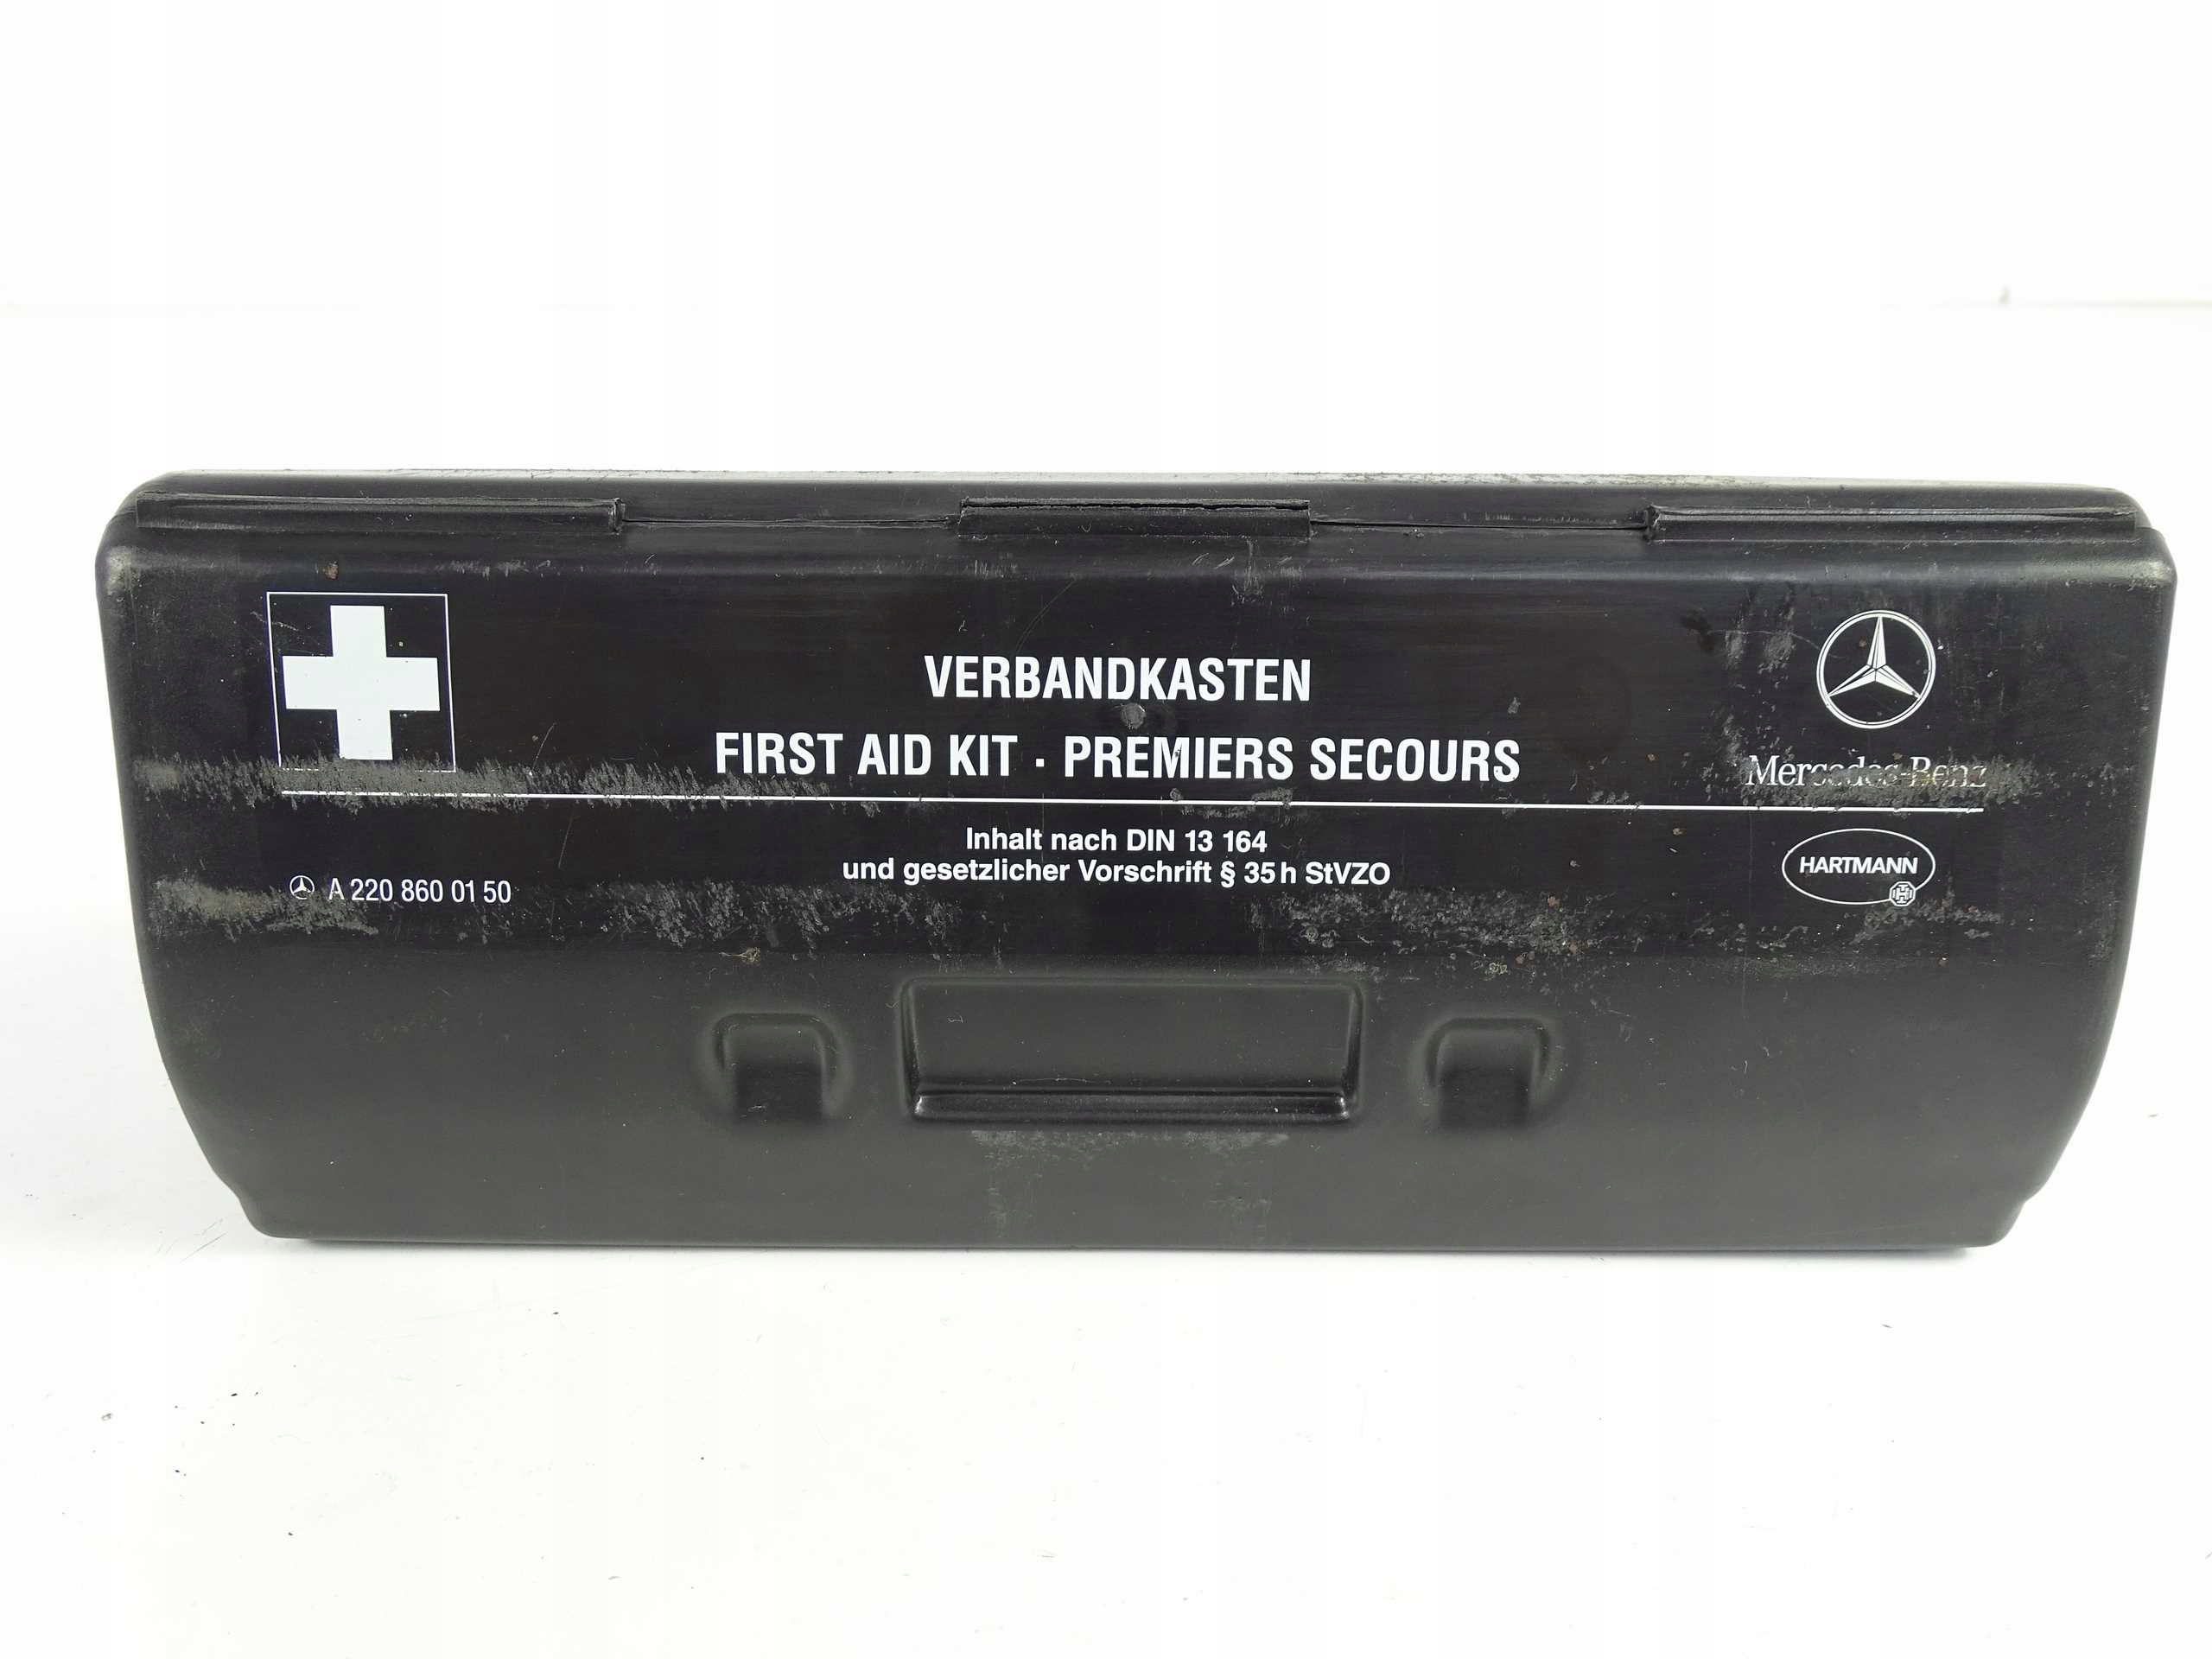 VERBANDKASTEN
FIRST AID KIT · PREMIERS SECOURS
Mercedes-Benz
Inhalt nach DIN 13 164
und gesetzlicher Vorschrift § 35 h StVZO
HARTMANN
A 220 860 01 50